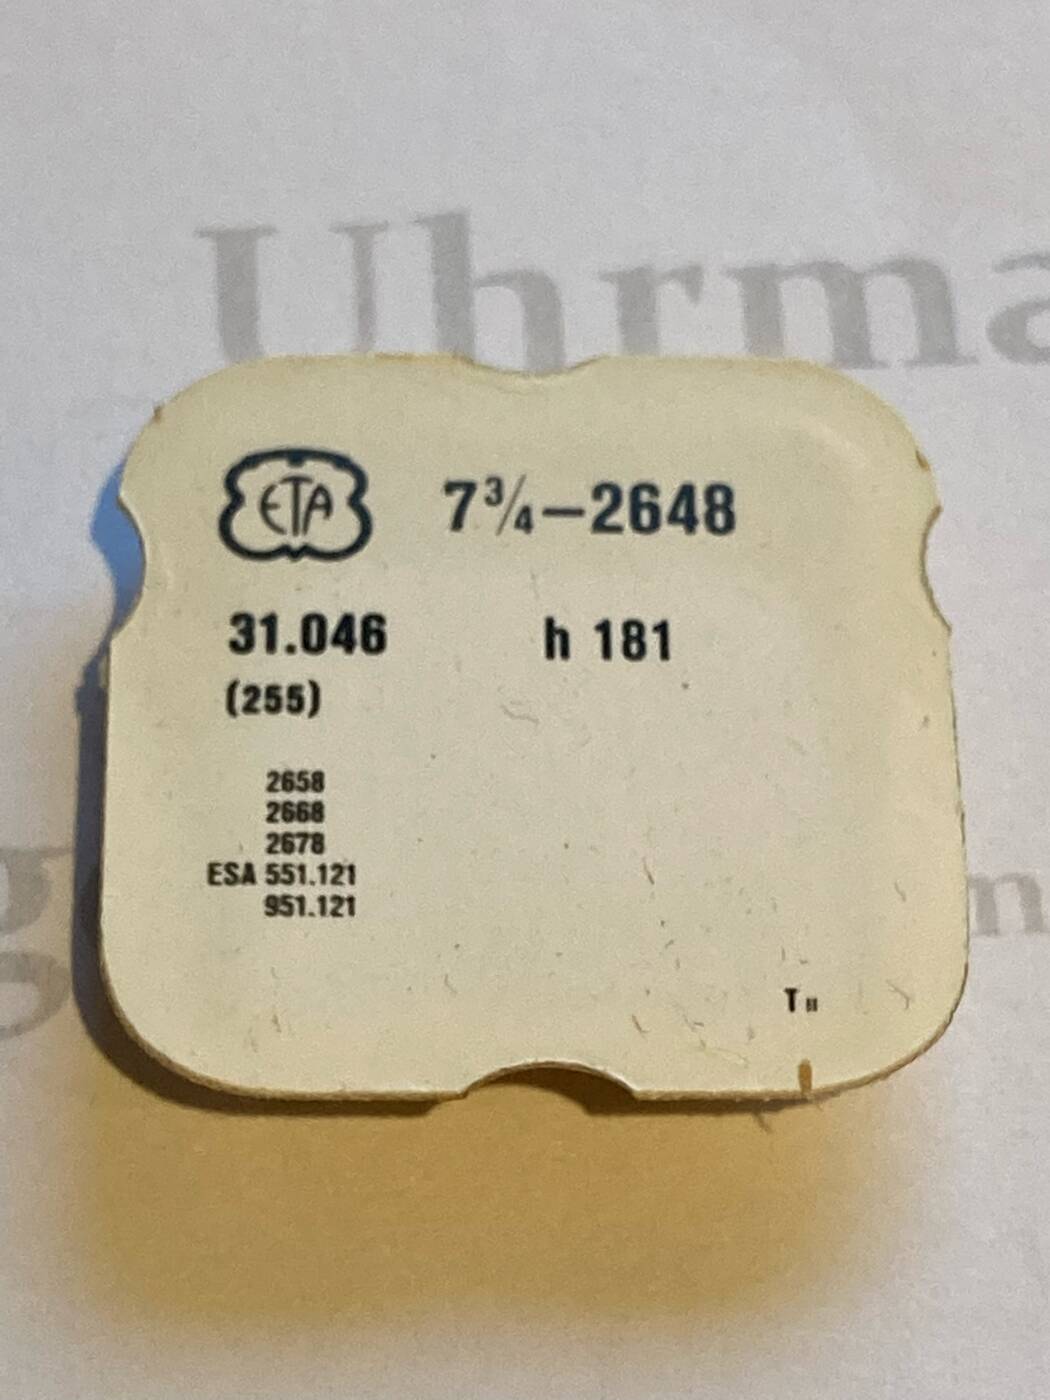 Uhrma
ETA 7¾–2648
31.046 h 181
(255)
2658
2668
2678
ESA 551.121
951.121
T